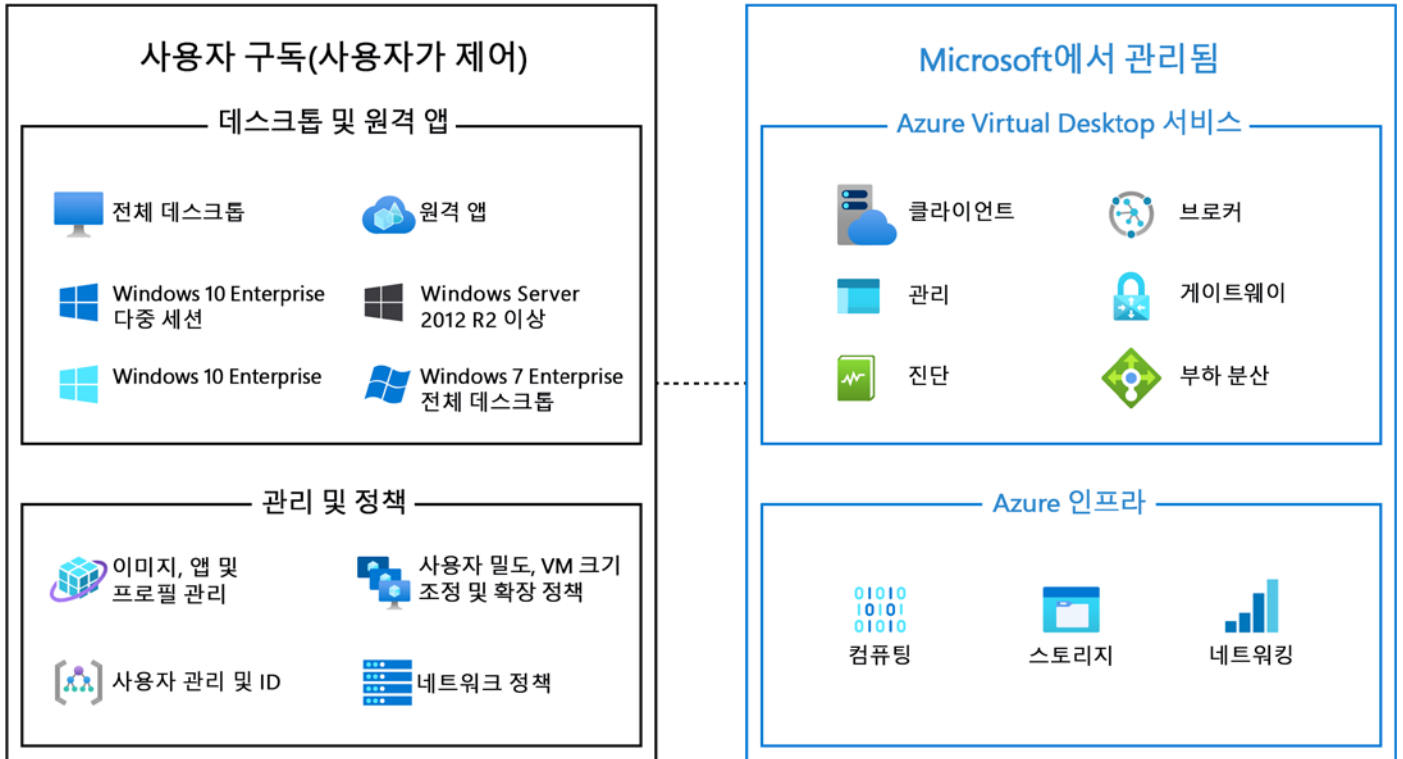 사용자 구독(사용자가 제어)
데스크톱 및 원격 앱
전체 데스크톱
원격 앱
Windows 10 Enterprise
다중 세션
Windows Server
2012 R2 이상
Windows 10 Enterprise
Windows 7 Enterprise
전체 데스크톱
관리 및 정책
이미지, 앱 및
프로필 관리
사용자 밀도, VM 크기
조정 및 확장 정책
사용자 관리 및 ID
네트워크 정책
Microsoft에서 관리됨
Azure Virtual Desktop 서비스
클라이언트
브로커
관리
게이트웨이
진단
부하 분산
Azure 인프라
01010
10101
01010
컴퓨팅
스토리지
네트워킹